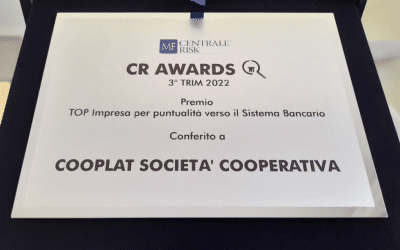 MF CENTRALE
RISK
CR AWARDS
3° TRIM 2022
Premio
TOP Impresa per puntualità verso il Sistema Bancario
Conferito a
COOPLAT SOCIETA' COOPERATIVA